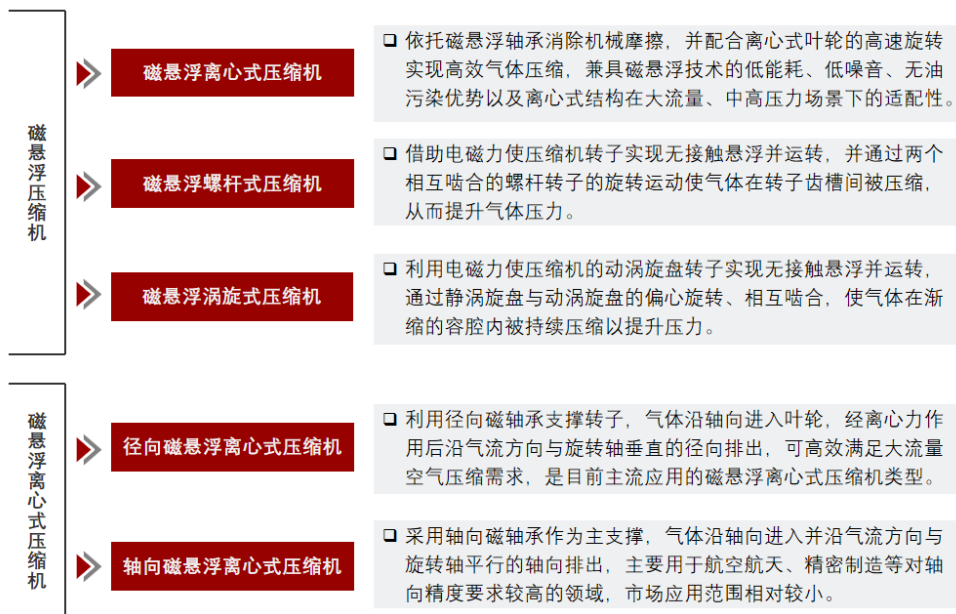 磁悬浮压缩机
磁悬浮离心式压缩机
❑ 依托磁悬浮轴承消除机械摩擦，并配合离心式叶轮的高速旋转
实现高效气体压缩，兼具磁悬浮技术的低能耗、低噪音、无油
污染优势以及离心式结构在大流量、中高压力场景下的适配性。
磁悬浮螺杆式压缩机
❑ 借助电磁力使压缩机转子实现无接触悬浮并运转，并通过两个
相互啮合的螺杆转子的旋转运动使气体在转子齿槽间被压缩，
从而提升气体压力。
磁悬浮涡旋式压缩机
❑ 利用电磁力使压缩机的动涡旋盘转子实现无接触悬浮并运转，
通过静涡旋盘与动涡旋盘的偏心旋转、相互啮合，使气体在渐
缩的容腔内被持续压缩以提升压力。
磁悬浮离心式压缩机
径向磁悬浮离心式压缩机
❑ 利用径向磁轴承支撑转子，气体沿轴向进入叶轮，经离心力作
用后沿气流方向与旋转轴垂直的径向排出，可高效满足大流量
空气压缩需求，是目前主流应用的磁悬浮离心式压缩机类型。
轴向磁悬浮离心式压缩机
❑ 采用轴向磁轴承作为主支撑，气体沿轴向进入并沿气流方向与
旋转轴平行的轴向排出，主要用于航空航天、精密制造等对轴
向精度要求较高的领域，市场应用范围相对较小。